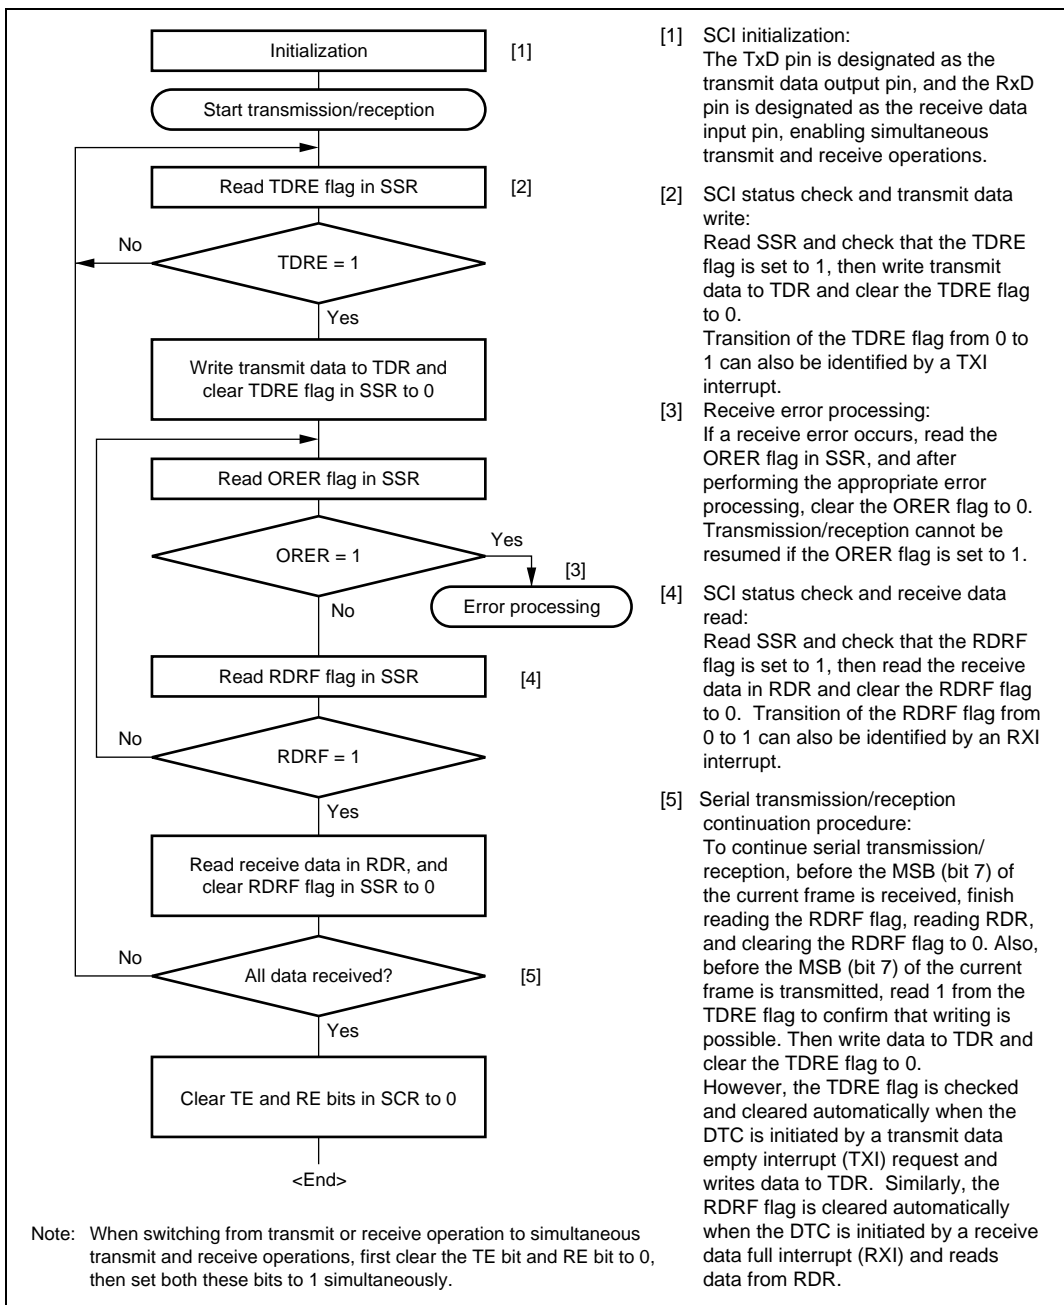 Initialization [1]
Start transmission/reception
Read TDRE flag in SSR [2]
No
TDRE = 1
Yes
Write transmit data to TDR and
clear TDRE flag in SSR to 0
Read ORER flag in SSR
ORER = 1
Yes
[3]
Error processing
No
Read RDRF flag in SSR [4]
No
RDRF = 1
Yes
Read receive data in RDR, and
clear RDRF flag in SSR to 0
No
All data received? [5]
Yes
Clear TE and RE bits in SCR to 0
<End>
[1] SCI initialization:
The TxD pin is designated as the
transmit data output pin, and the RxD
pin is designated as the receive data
input pin, enabling simultaneous
transmit and receive operations.
[2] SCI status check and transmit data
write:
Read SSR and check that the TDRE
flag is set to 1, then write transmit
data to TDR and clear the TDRE flag
to 0.
Transition of the TDRE flag from 0 to
1 can also be identified by a TXI
interrupt.
[3] Receive error processing:
If a receive error occurs, read the
ORER flag in SSR, and after
performing the appropriate error
processing, clear the ORER flag to 0.
Transmission/reception cannot be
resumed if the ORER flag is set to 1.
[4] SCI status check and receive data
read:
Read SSR and check that the RDRF
flag is set to 1, then read the receive
data in RDR and clear the RDRF flag
to 0. Transition of the RDRF flag from
0 to 1 can also be identified by an RXI
interrupt.
[5] Serial transmission/reception
continuation procedure:
To continue serial transmission/
reception, before the MSB (bit 7) of
the current frame is received, finish
reading the RDRF flag, reading RDR,
and clearing the RDRF flag to 0. Also,
before the MSB (bit 7) of the current
frame is transmitted, read 1 from the
TDRE flag to confirm that writing is
possible. Then write data to TDR and
clear the TDRE flag to 0.
However, the TDRE flag is checked
and cleared automatically when the
DTC is initiated by a transmit data
empty interrupt (TXI) request and
writes data to TDR. Similarly, the
RDRF flag is cleared automatically
when the DTC is initiated by a receive
data full interrupt (RXI) and reads
data from RDR.
Note: When switching from transmit or receive operation to simultaneous
transmit and receive operations, first clear the TE bit and RE bit to 0,
then set both these bits to 1 simultaneously.